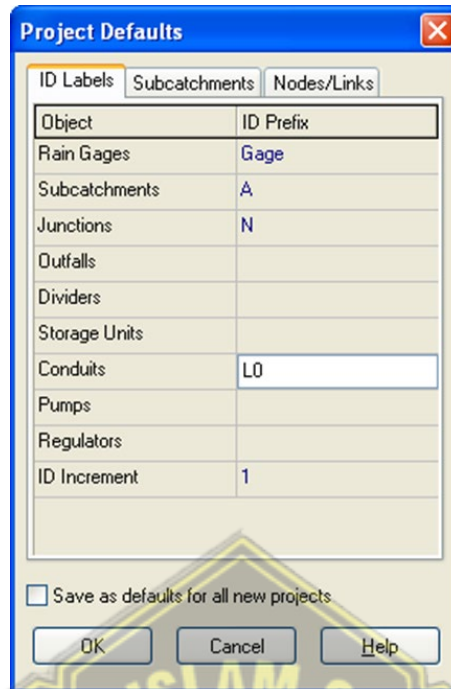 Project Defaults
ID Labels Subcatchments Nodes/Links
Object ID Prefix
Rain Gages Gage
Subcatchments A
Junctions N
Outfalls
Dividers
Storage Units
Conduits L0
Pumps
Regulators
ID Increment 1
Save as defaults for all new projects
OK Cancel Help
ISLAM